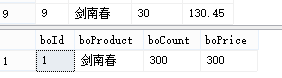 9 9 剑南春 30 130.45
boId boProduct boCount boPrice
1 1 剑南春 300 300